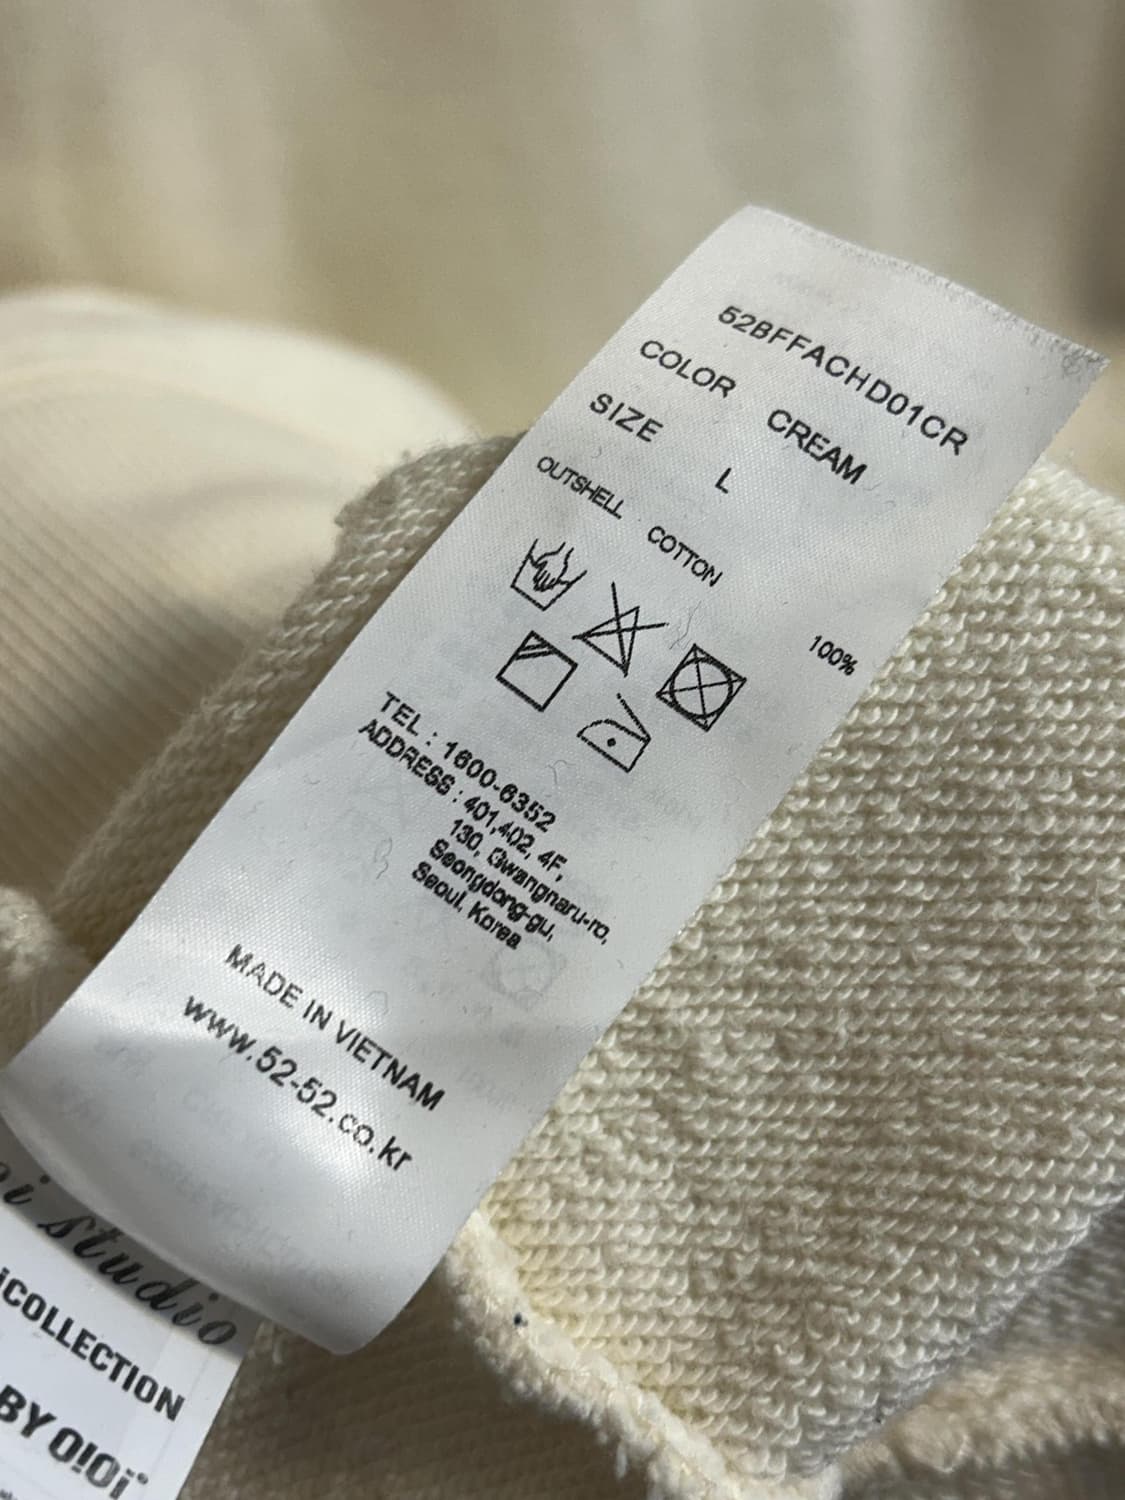 52BFFACHD01CR
COLOR CREAM
SIZE L
OUTSHELL COTTON 100%
TEL : 1600-6352
ADDRESS : 401,402, 4F,
130, Gwangnaru-ro,
Seongdong-gu,
Seoul, Korea
MADE IN VIETNAM
www.52-52.co.kr
studio
COLLECTION
BY O!Oi